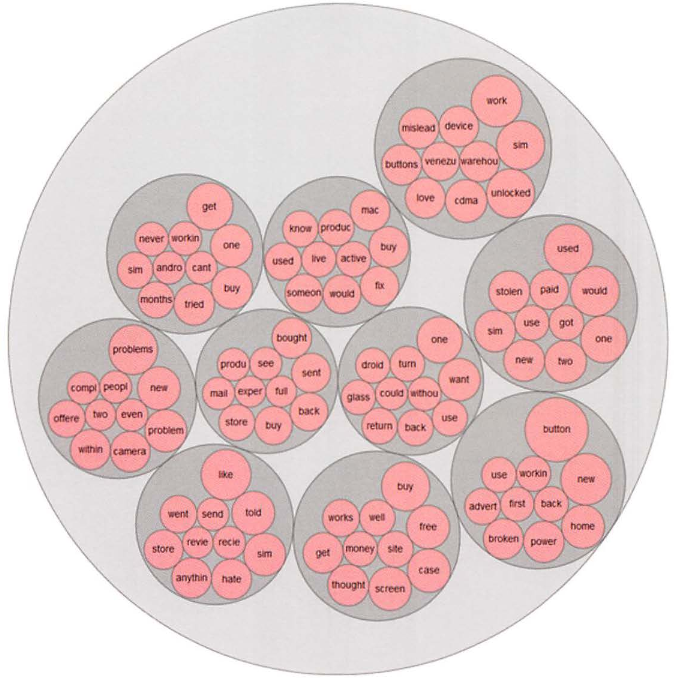 work
mislead device
sim
buttons venezu warehou
love cdma unlocked
get
never workin one
sim andro cant
months tried buy
mac
know produc
buy
used live active
someon would fix
used
stolen paid would
sim use got
one
new two
problems
compl peopl new
offere two even
problem
within camera
bought
produ see
sent
mail exper full
store buy back
one
droid turn
want
glass could withou
return back use
button
use workin new
advert first back
home
broken power
like
went send told
store revie recie
sim
anythin hate
buy
works well
free
get money site
case
thought screen